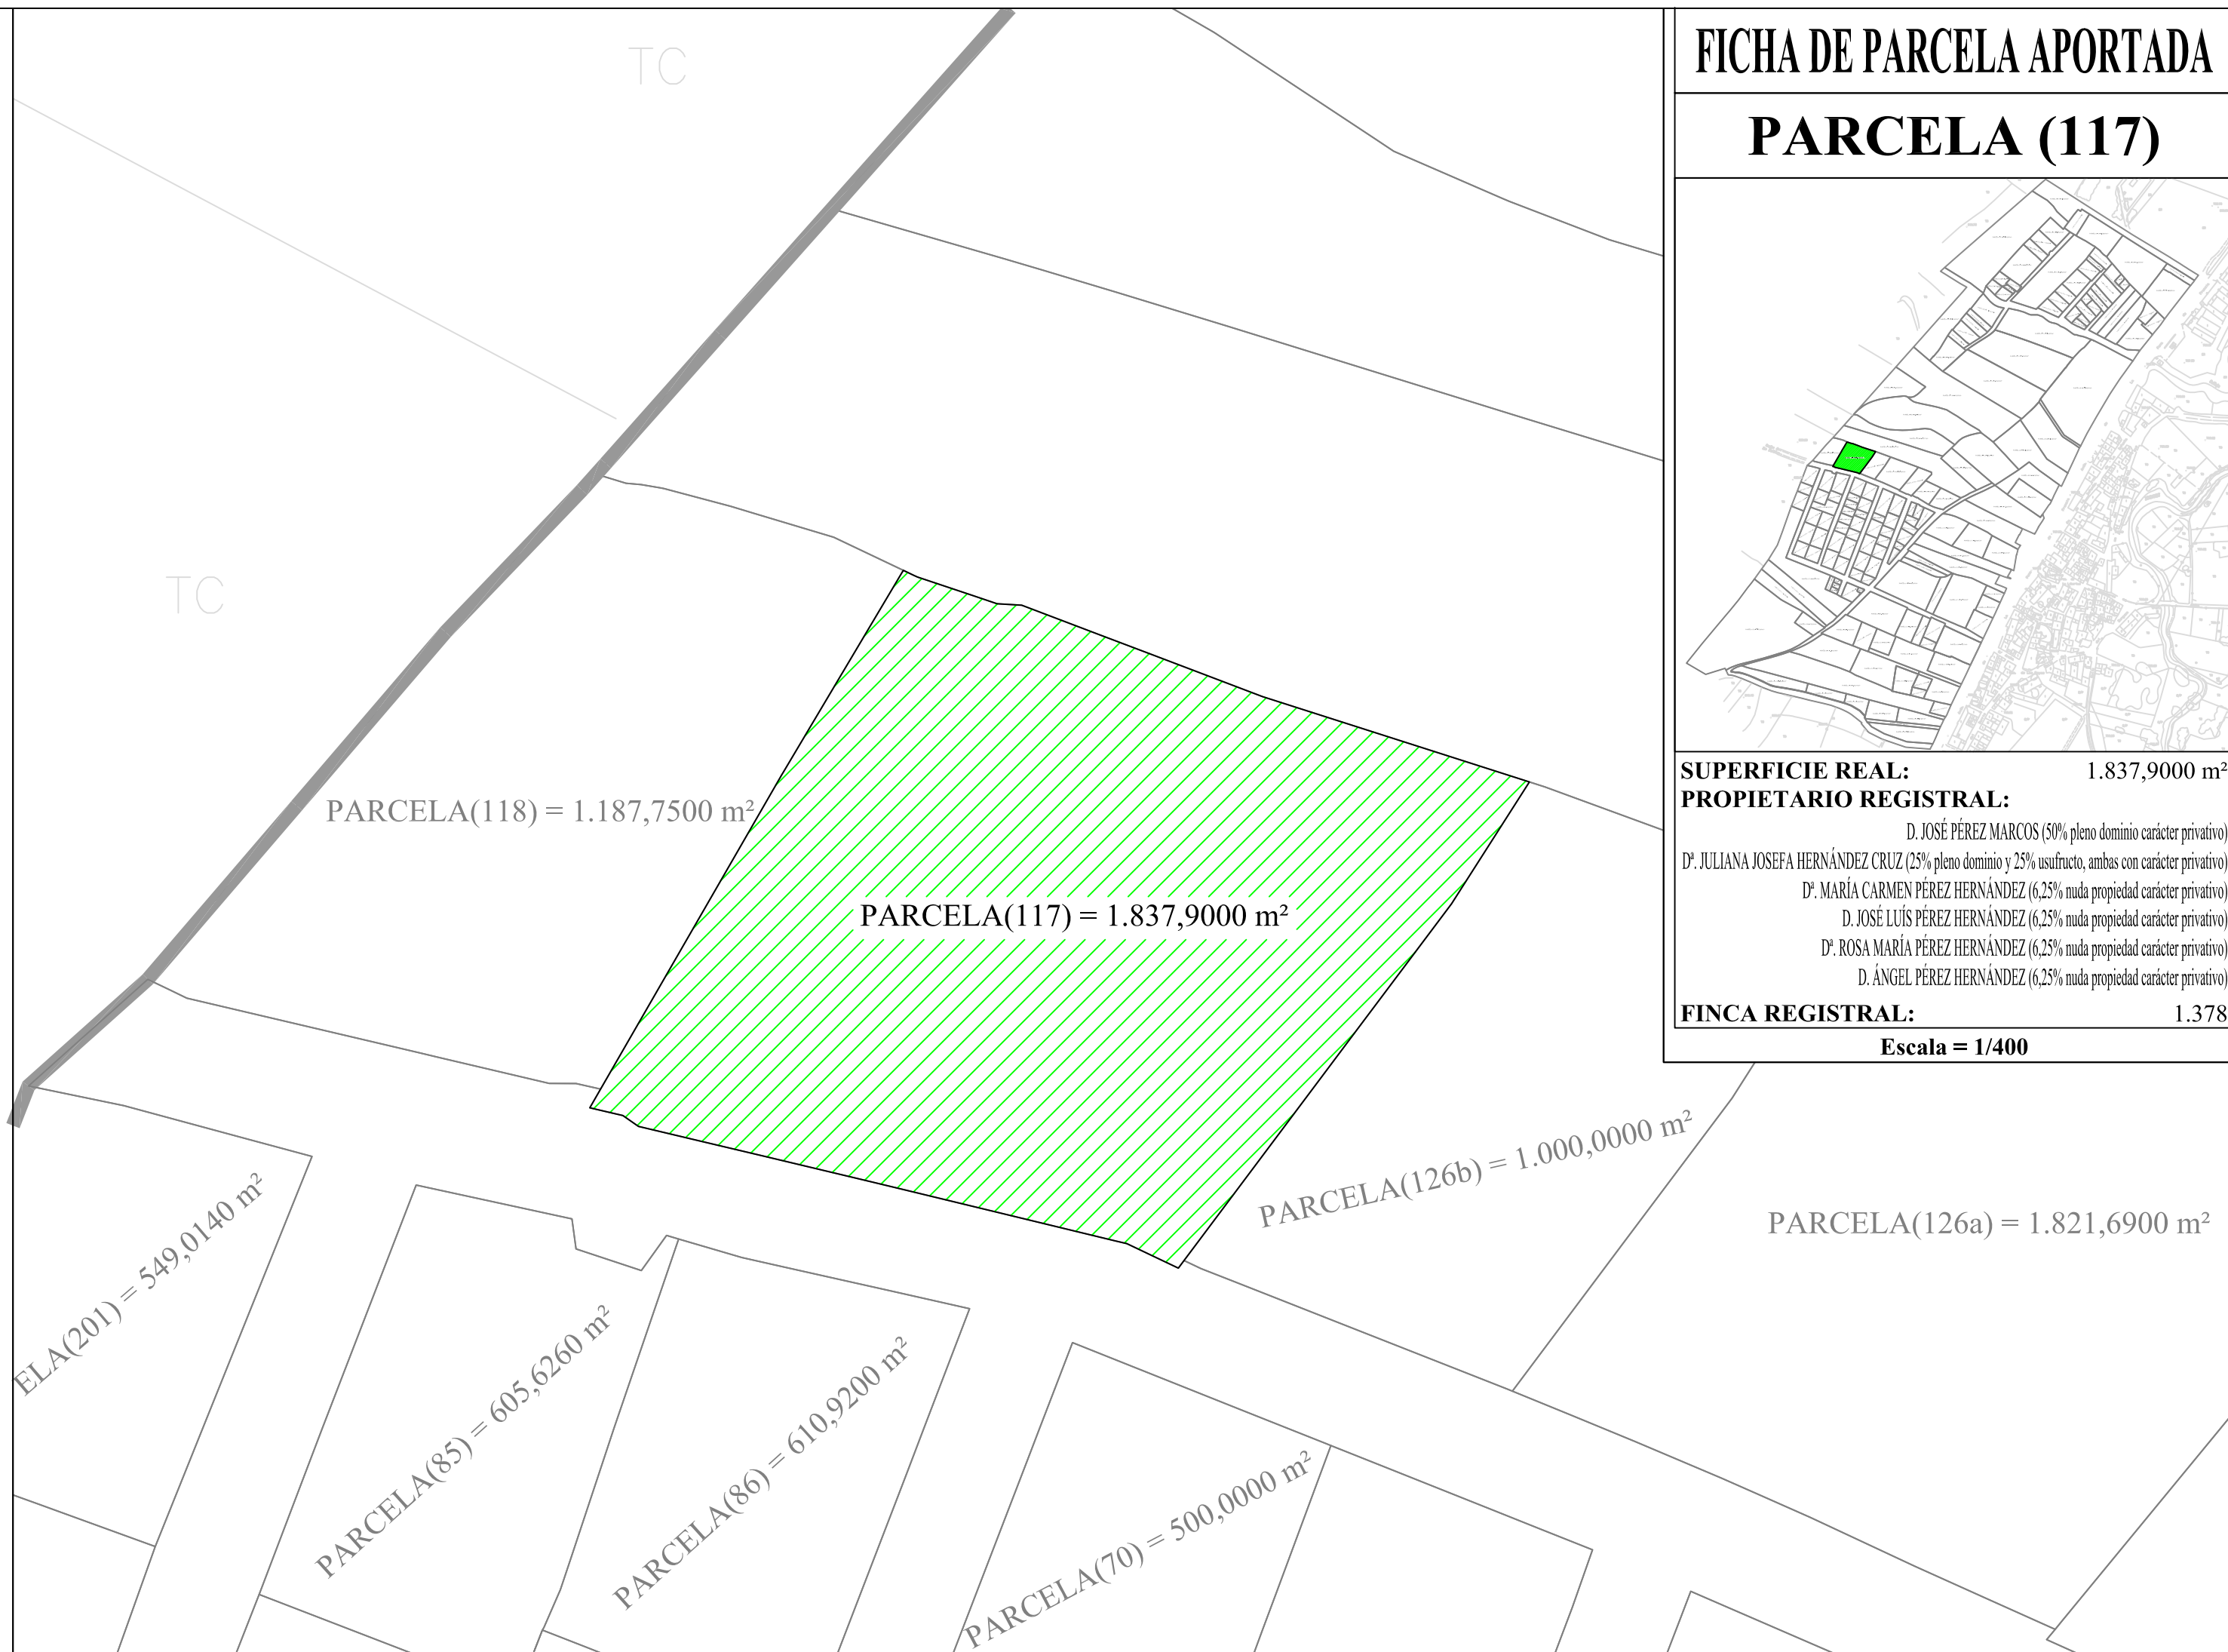 FICHA DE PARCELA APORTADA
PARCELA (117)
SUPERFICIE REAL: 1.837,9000 m²
PROPIETARIO REGISTRAL:
D. JOSÉ PÉREZ MARCOS (50% pleno dominio carácter privativo)
Dª. JULIANA JOSEFA HERNÁNDEZ CRUZ (25% pleno dominio y 25% usufructo, ambas con carácter privativo)
Dª. MARÍA CARMEN PÉREZ HERNÁNDEZ (6,25% nuda propiedad carácter privativo)
D. JOSÉ LUÍS PÉREZ HERNÁNDEZ (6,25% nuda propiedad carácter privativo)
Dª. ROSA MARÍA PÉREZ HERNÁNDEZ (6,25% nuda propiedad carácter privativo)
D. ÁNGEL PÉREZ HERNÁNDEZ (6,25% nuda propiedad carácter privativo)
FINCA REGISTRAL: 1.378
Escala = 1/400
TC
TC
PARCELA(118) = 1.187,7500 m²
PARCELA(117) = 1.837,9000 m²
PARCELA(126b) = 1.000,0000 m²
PARCELA(126a) = 1.821,6900 m²
ELA(201) = 549,0140 m²
PARCELA(85) = 605,6260 m²
PARCELA(86) = 610,9200 m²
PARCELA(70) = 500,0000 m²